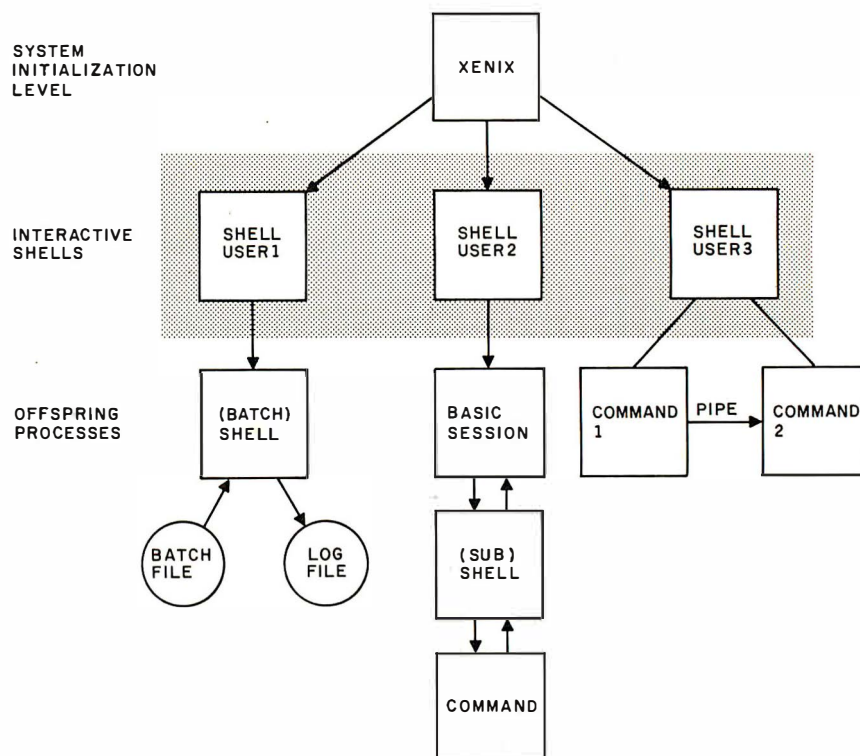 SYSTEM
INITIALIZATION
LEVEL
XENIX
INTERACTIVE
SHELLS
SHELL
USER1
SHELL
USER2
SHELL
USER3
OFFSPRING
PROCESSES
(BATCH)
SHELL
BASIC
SESSION
COMMAND
1
PIPE
COMMAND
2
BATCH
FILE
LOG
FILE
(SUB)
SHELL
COMMAND